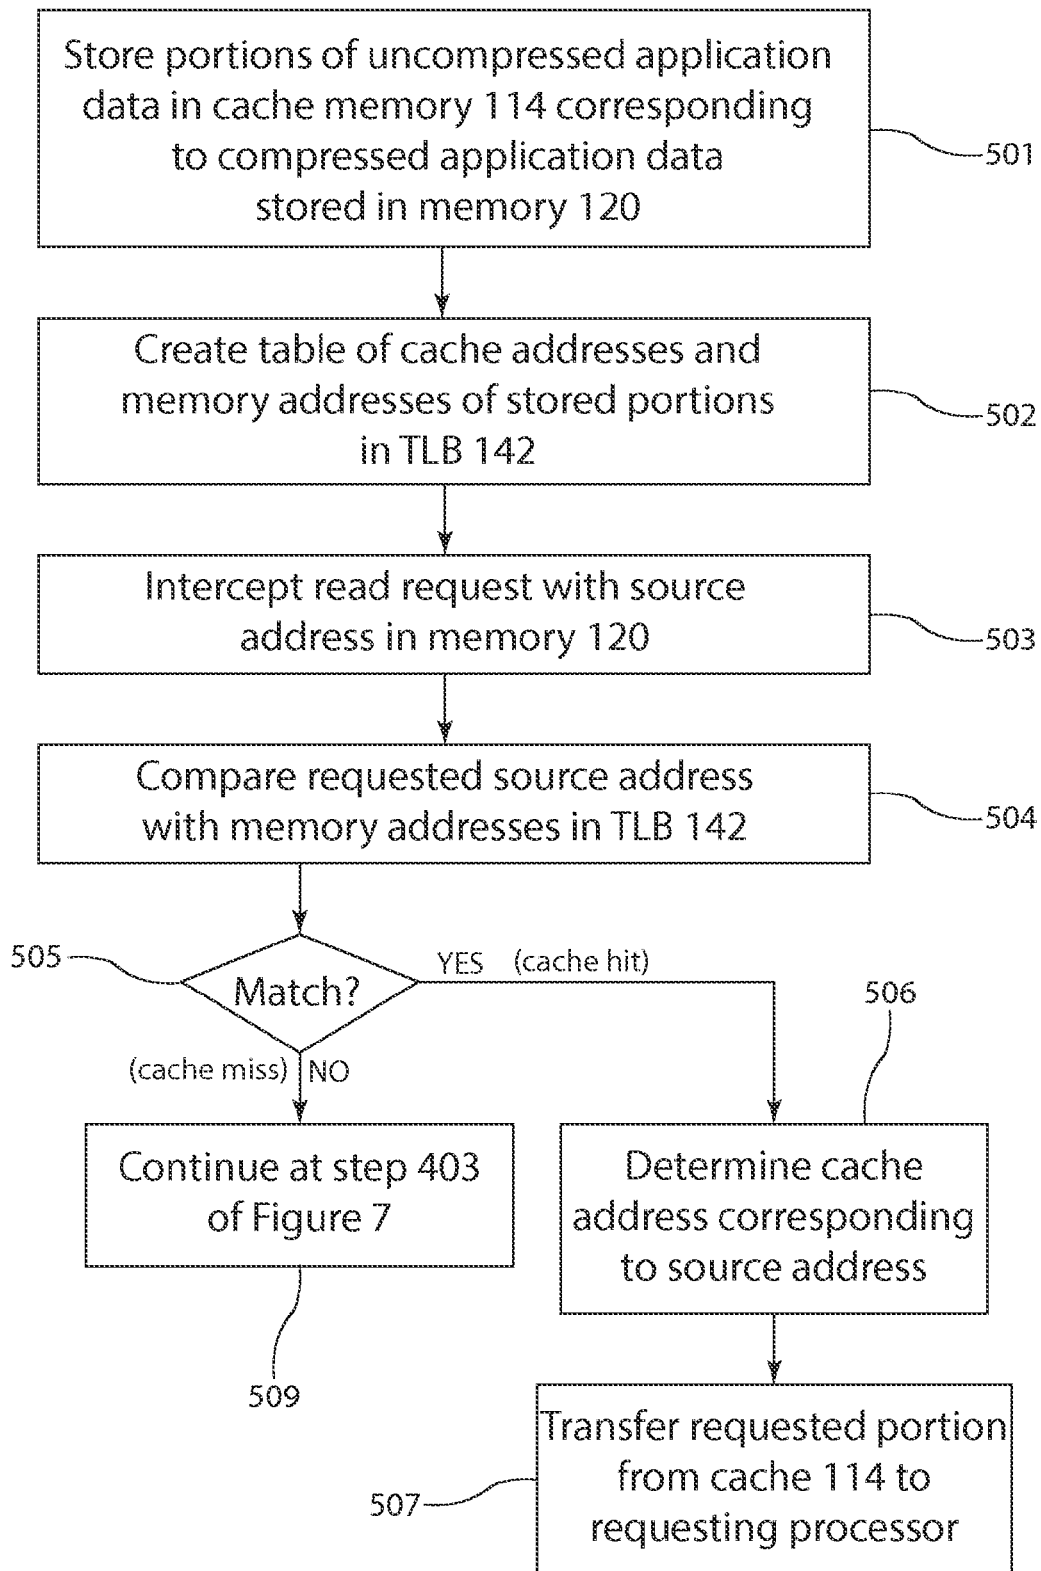 Store portions of uncompressed application
data in cache memory 114 corresponding
to compressed application data
stored in memory 120
501
Create table of cache addresses and
memory addresses of stored portions
in TLB 142
502
Intercept read request with source
address in memory 120
503
Compare requested source address
with memory addresses in TLB 142
504
505
Match?
YES (cache hit)
(cache miss) NO
506
Continue at step 403
of Figure 7
509
Determine cache
address corresponding
to source address
Transfer requested portion
from cache 114 to
requesting processor
507